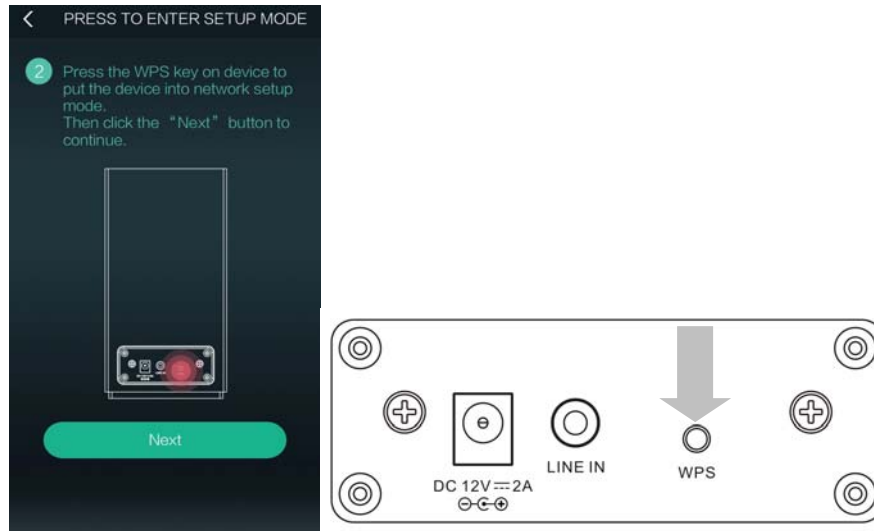 PRESS TO ENTER SETUP MODE
2 Press the WPS key on device to
put the device into network setup
mode.
Then click the “Next” button to
continue.
Next
LINE IN
WPS
DC 12V⎓2A